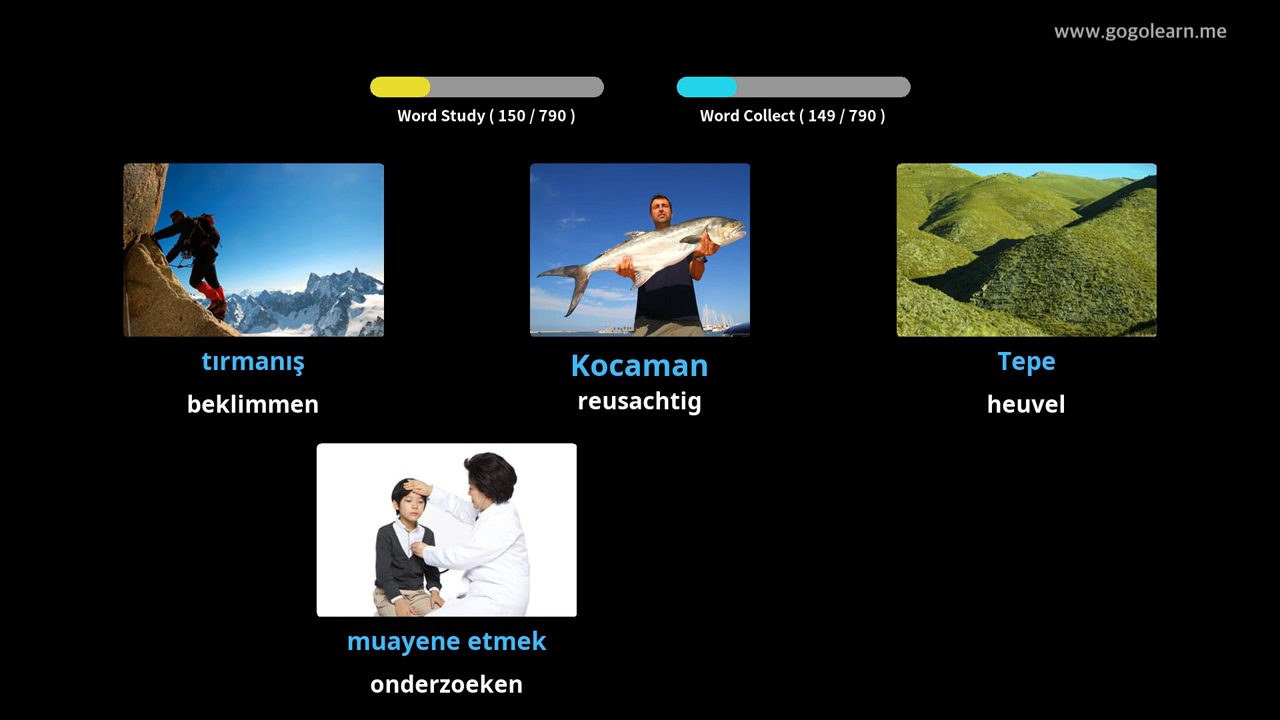 www.gogolearn.me
Word Study ( 150 / 790 )
Word Collect ( 149 / 790 )
tırmanış
beklimmen
Kocaman
reusachtig
Tepe
heuvel
muayene etmek
onderzoeken